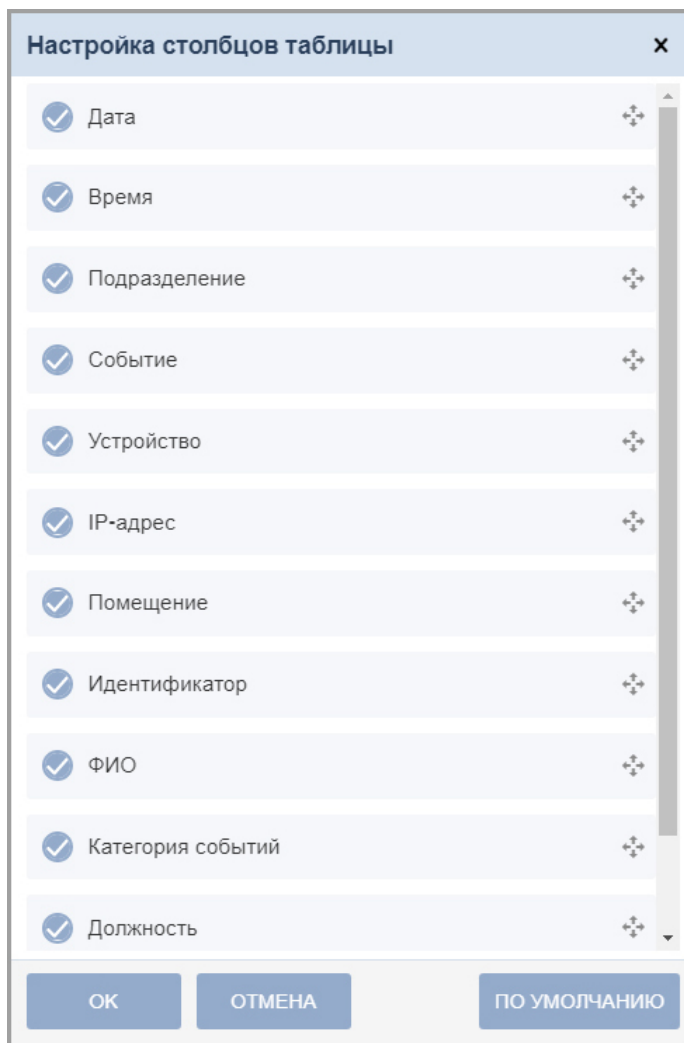 Настройка столбцов таблицы
Дата
Время
Подразделение
Событие
Устройство
IP-адрес
Помещение
Идентификатор
ФИО
Категория событий
Должность
ОК ОТМЕНА ПО УМОЛЧАНИЮ